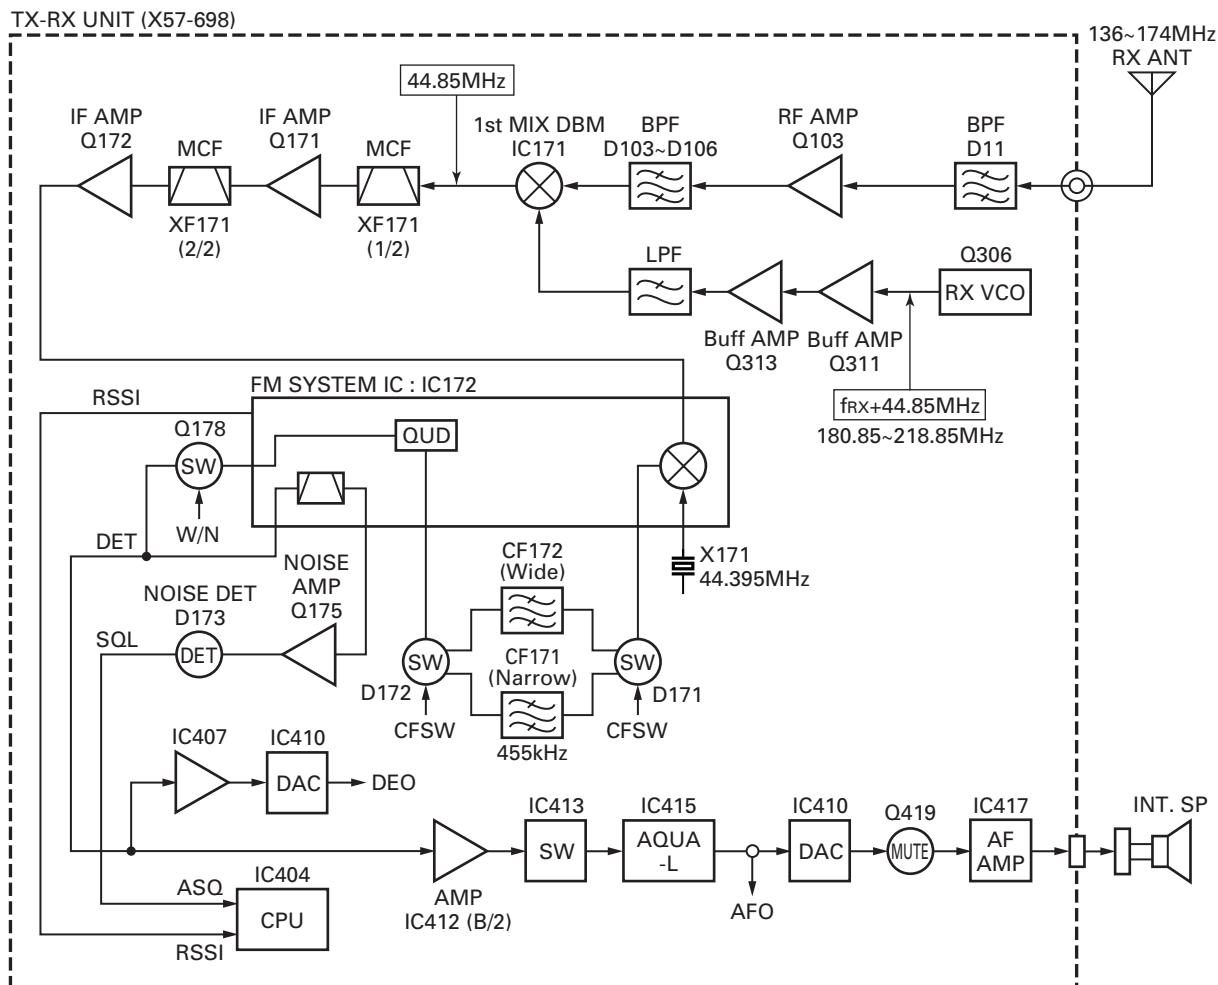 TX-RX UNIT (X57-698)
136~174MHz
RX ANT
44.85MHz
IF AMP
Q172
MCF
XF171
(2/2)
IF AMP
Q171
MCF
XF171
(1/2)
1st MIX DBM
IC171
BPF
D103~D106
RF AMP
Q103
BPF
D11
LPF
Buff AMP
Q313
Buff AMP
Q311
Q306
RX VCO
fRX+44.85MHz
180.85~218.85MHz
FM SYSTEM IC : IC172
RSSI
Q178
SW
W/N
QUD
DET
X171
44.395MHz
NOISE
AMP
Q175
NOISE DET
D173
DET
SQL
CF172
(Wide)
CF171
(Narrow)
455kHz
SW
D172
CFSW
SW
D171
CFSW
IC407
IC410
DAC
DEO
AMP
IC412 (B/2)
IC413
SW
IC415
AQUA
-L
AFO
IC410
DAC
Q419
MUTE
IC417
AF
AMP
INT. SP
ASQ
RSSI
IC404
CPU